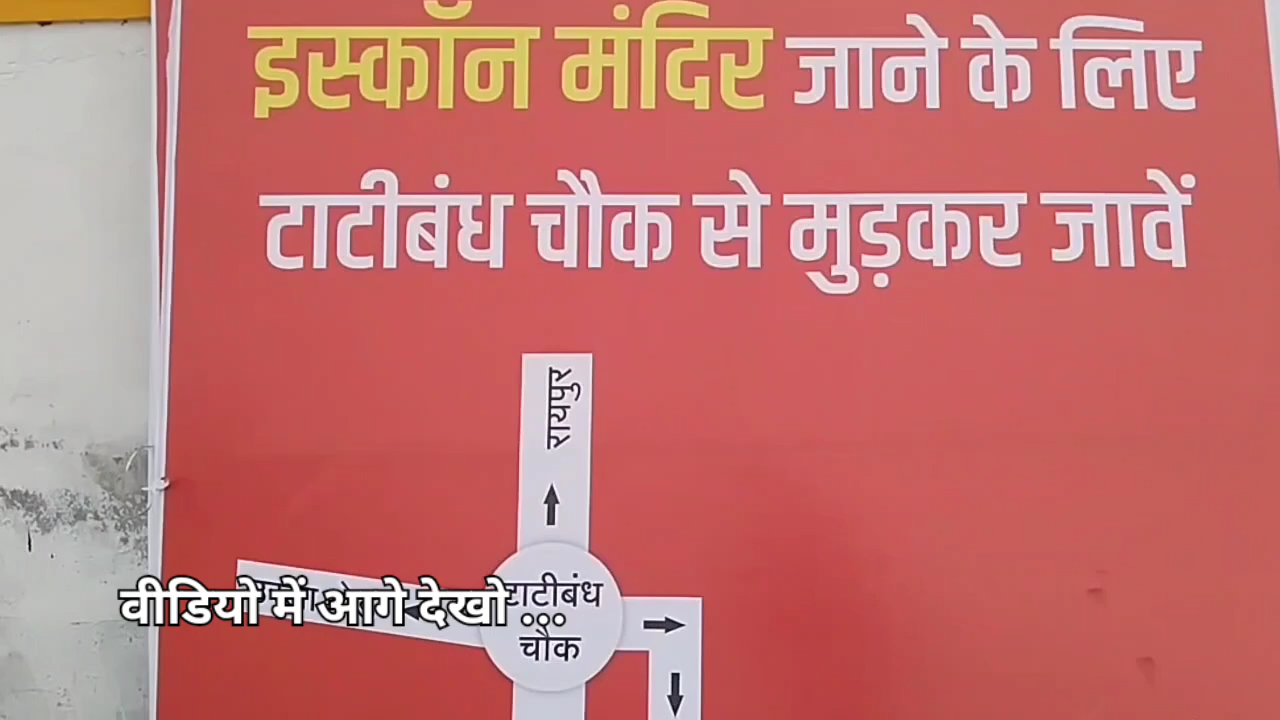 इस्कॉन मंदिर जाने के लिए
टाटीबंध चौक से मुड़कर जावें
रायपुर
टाटीबंध
चौक
वीडियों में आगे देखो ...